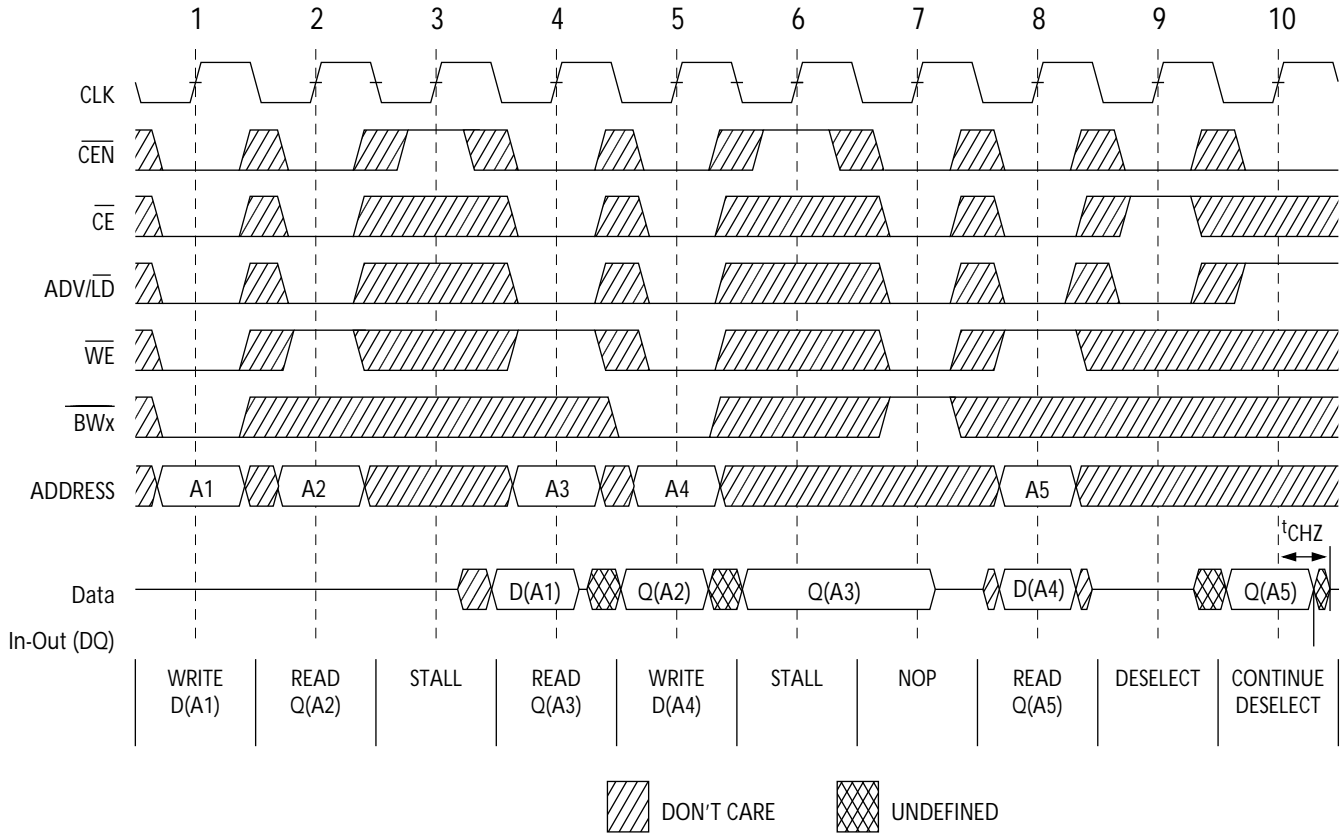 1 2 3 4 5 6 7 8 9 10
CLK
CEN
CE
ADV/LD
WE
BWx
ADDRESS A1 A2 A3 A4 A5
tCHZ
Data D(A1) Q(A2) Q(A3) D(A4) Q(A5)
In-Out (DQ)
WRITE READ STALL READ WRITE STALL NOP READ DESELECT CONTINUE
D(A1) Q(A2) Q(A3) D(A4) Q(A5) DESELECT
DON'T CARE UNDEFINED